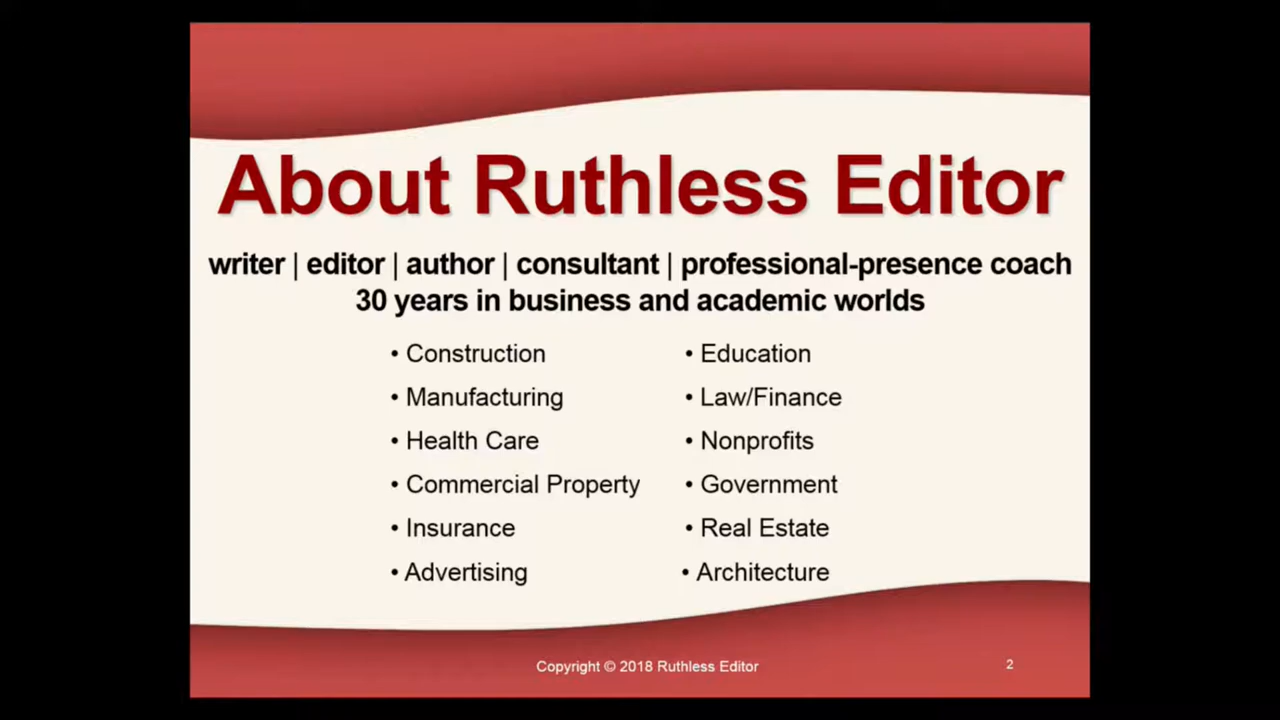 About Ruthless Editor
writer | editor | author | consultant | professional-presence coach
30 years in business and academic worlds
• Construction
• Manufacturing
• Health Care
• Commercial Property
• Insurance
• Advertising
• Education
• Law/Finance
• Nonprofits
• Government
• Real Estate
• Architecture
Copyright © 2018 Ruthless Editor
2